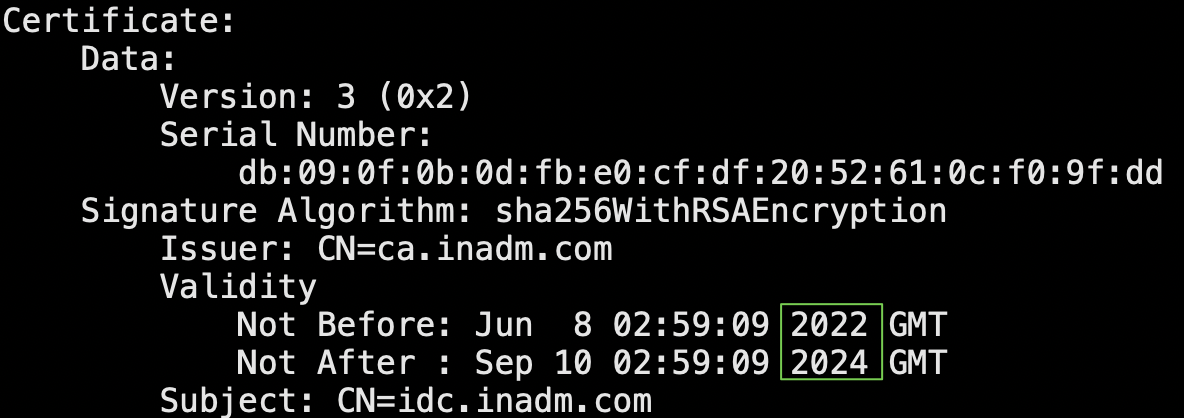 Certificate:
Data:
Version: 3 (0x2)
Serial Number:
db:09:0f:0b:0d:fb:e0:cf:df:20:52:61:0c:f0:9f:dd
Signature Algorithm: sha256WithRSAEncryption
Issuer: CN=ca.inadm.com
Validity
Not Before: Jun  8 02:59:09 2022 GMT
Not After : Sep 10 02:59:09 2024 GMT
Subject: CN=idc.inadm.com